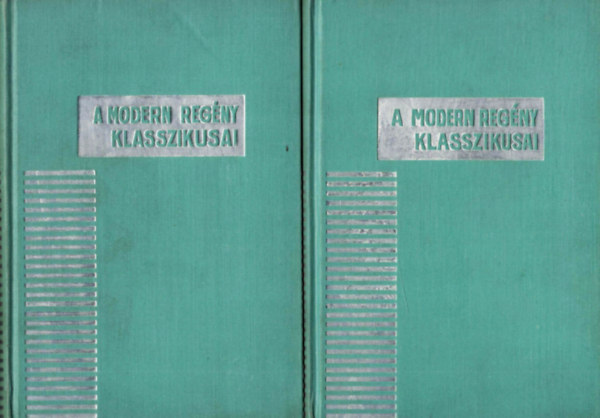 A MODERN REGÉNY
KLASSZIKUSAI
A MODERN REGÉNY
KLASSZIKUSAI